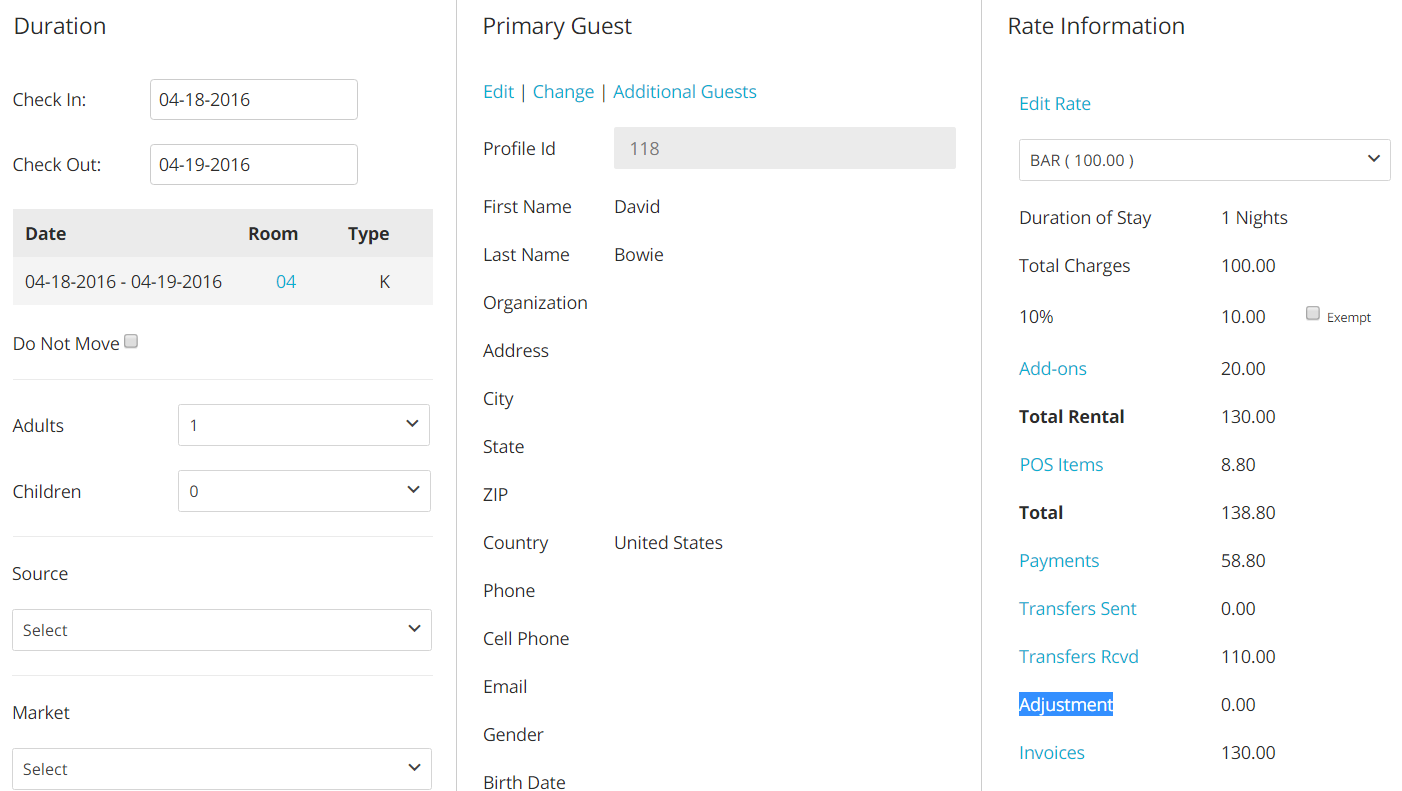 Duration
Check In: 04-18-2016
Check Out: 04-19-2016
Date Room Type
04-18-2016 - 04-19-2016 04 K
Do Not Move
Adults 1
Children 0
Source
Select
Market
Select
Primary Guest
Edit | Change | Additional Guests
Profile Id 118
First Name David
Last Name Bowie
Organization
Address
City
State
ZIP
Country United States
Phone
Cell Phone
Email
Gender
Birth Date
Rate Information
Edit Rate
BAR ( 100.00 )
Duration of Stay 1 Nights
Total Charges 100.00
10% 10.00 Exempt
Add-ons 20.00
Total Rental 130.00
POS Items 8.80
Total 138.80
Payments 58.80
Transfers Sent 0.00
Transfers Rcvd 110.00
Adjustment 0.00
Invoices 130.00